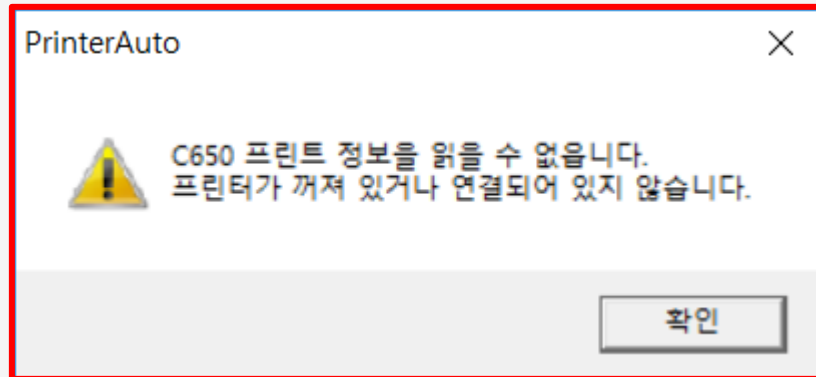 PrinterAuto
C650 프린트 정보을 읽을 수 없읍니다.
프린터가 꺼져 있거나 연결되어 있지 않습니다.
확인